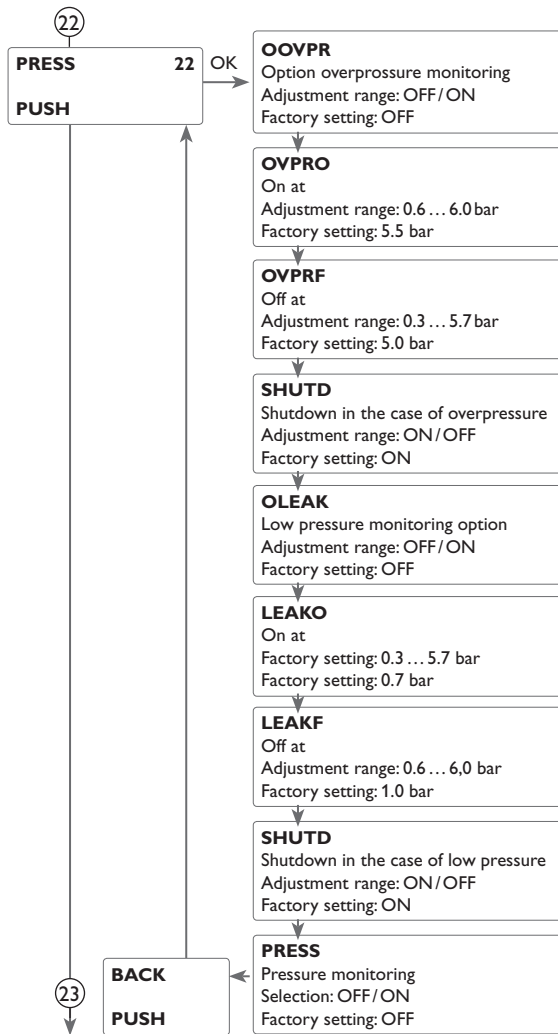 22
PRESS 22
PUSH
OK
OOVPR
Option overprossure monitoring
Adjustment range: OFF/ON
Factory setting: OFF
OVPRO
On at
Adjustment range: 0.6 ... 6.0 bar
Factory setting: 5.5 bar
OVPRF
Off at
Adjustment range: 0.3 ... 5.7 bar
Factory setting: 5.0 bar
SHUTD
Shutdown in the case of overpressure
Adjustment range: ON/OFF
Factory setting: ON
OLEAK
Low pressure monitoring option
Adjustment range: OFF/ON
Factory setting: OFF
LEAKO
On at
Factory setting: 0.3 ... 5.7 bar
Factory setting: 0.7 bar
LEAKF
Off at
Adjustment range: 0.6 ... 6,0 bar
Factory setting: 1.0 bar
SHUTD
Shutdown in the case of low pressure
Adjustment range: ON/OFF
Factory setting: ON
PRESS
Pressure monitoring
Selection: OFF/ON
Factory setting: OFF
BACK
PUSH
23